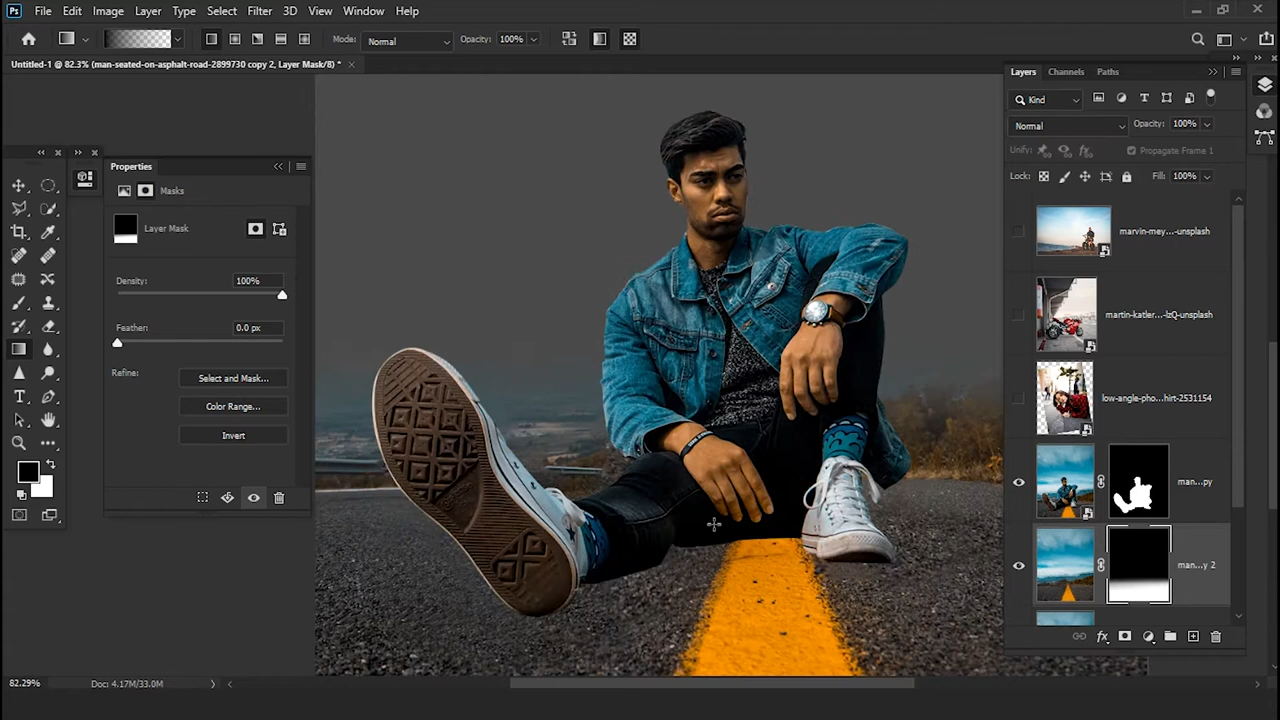 Ps File Edit Image Layer Type Select Filter 3D View Window Help
Mode: Normal Opacity: 100%
Untitled-1 @ 82.3% (man-seated-on-asphalt-road-2899730 copy 2, Layer Mask/8) *
Properties
Masks
Layer Mask
Density: 100%
Feather: 0.0 px
Refine: Select and Mask...
Color Range...
Invert
Layers Channels Paths
Kind
Normal Opacity: 100%
Unify: Propagate Frame 1
Lock: Fill: 100%
marvin-mey...-unsplash
martin-katler...-lzQ-unsplash
low-angle-pho...hirt-2531154
man...py
man...y 2
fx
82.29% Doc: 4.17M/33.0M